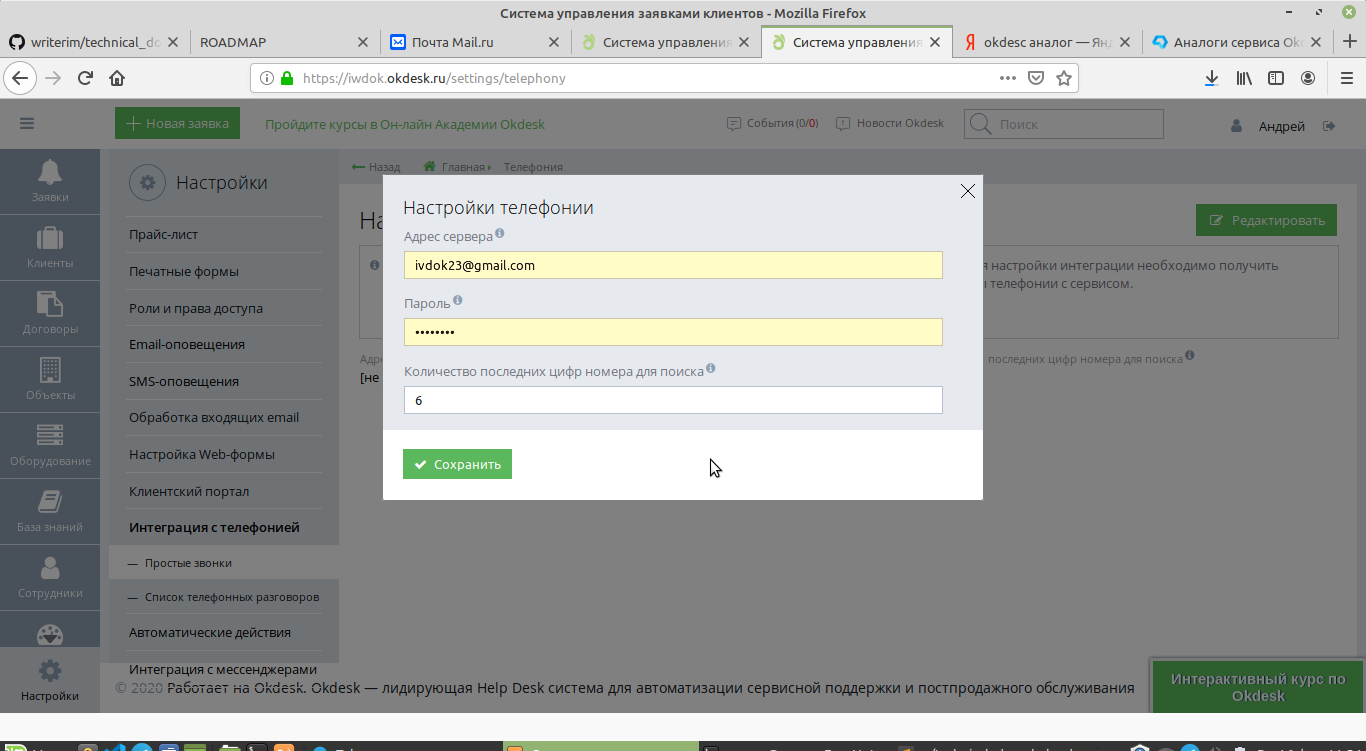 Система управления заявками клиентов - Mozilla Firefox
writerim/technical_do
ROADMAP
Почта Mail.ru
Система управления
Система управления
okdesc аналог — Янд
Аналоги сервиса Okd
https://iwdok.okdesk.ru/settings/telephony
Новая заявка
Пройдите курсы в Он-лайн Академии Okdesk
События (0/0)
Новости Okdesk
Поиск
Андрей
Заявки
Клиенты
Договоры
Объекты
Оборудование
База знаний
Сотрудники
Настройки
Настройки
Прайс-лист
Печатные формы
Роли и права доступа
Email-оповещения
SMS-оповещения
Обработка входящих email
Настройка Web-формы
Клиентский портал
Интеграция с телефонией
— Простые звонки
— Список телефонных разговоров
Автоматические действия
Интеграция с мессенджерами
Назад
Главная
Телефония
На
Редактировать
я настройки интеграции необходимо получить
ы телефонии с сервисом.
Адре
последних цифр номера для поиска
[не
Настройки телефонии
Адрес сервера
ivdok23@gmail.com
Пароль
••••••••
Количество последних цифр номера для поиска
6
Сохранить
© 2020 Работает на Okdesk. Okdesk — лидирующая Help Desk система для автоматизации сервисной поддержки и постпродажного обслуживания
Интерактивный курс по
Okdesk